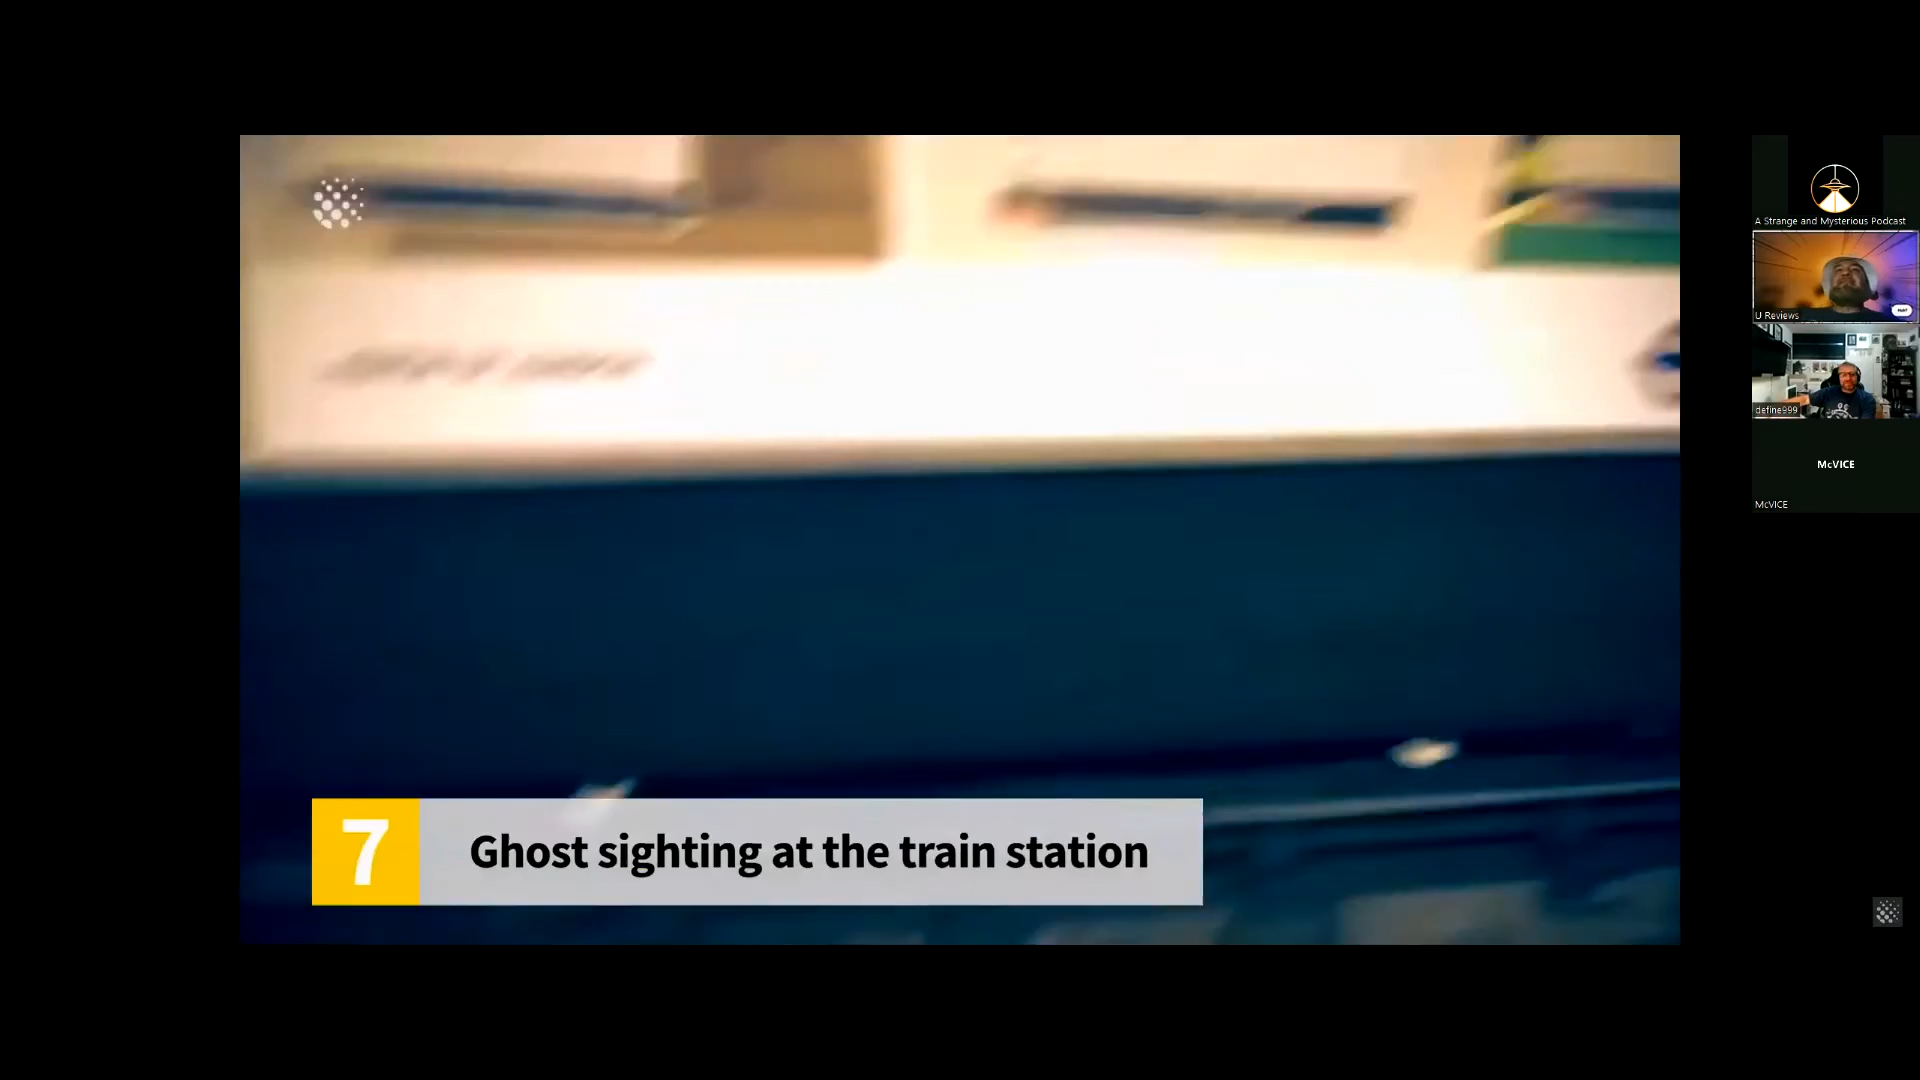 7
Ghost sighting at the train station
A Strange and Mysterious Podcast
U Reviews
define999
McVICE
McVICE